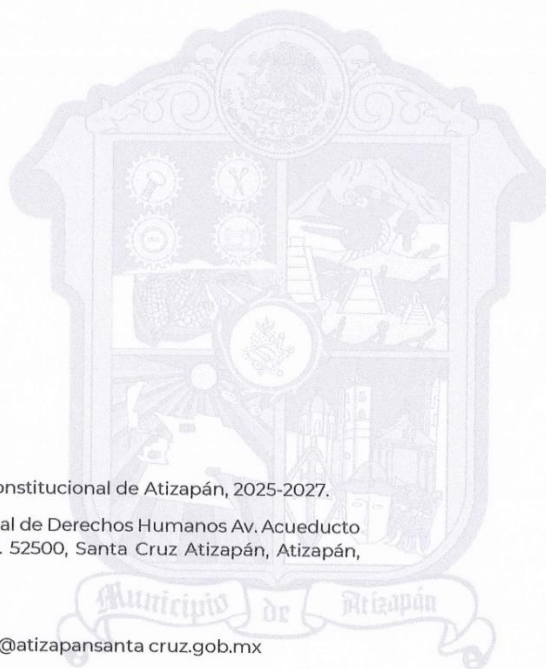 onstitucional de Atizapán, 2025-2027.
al de Derechos Humanos Av. Acueducto
. 52500, Santa Cruz Atizapán, Atizapán,
Municipio de Atizapán
@atizapansanta cruz.gob.mx